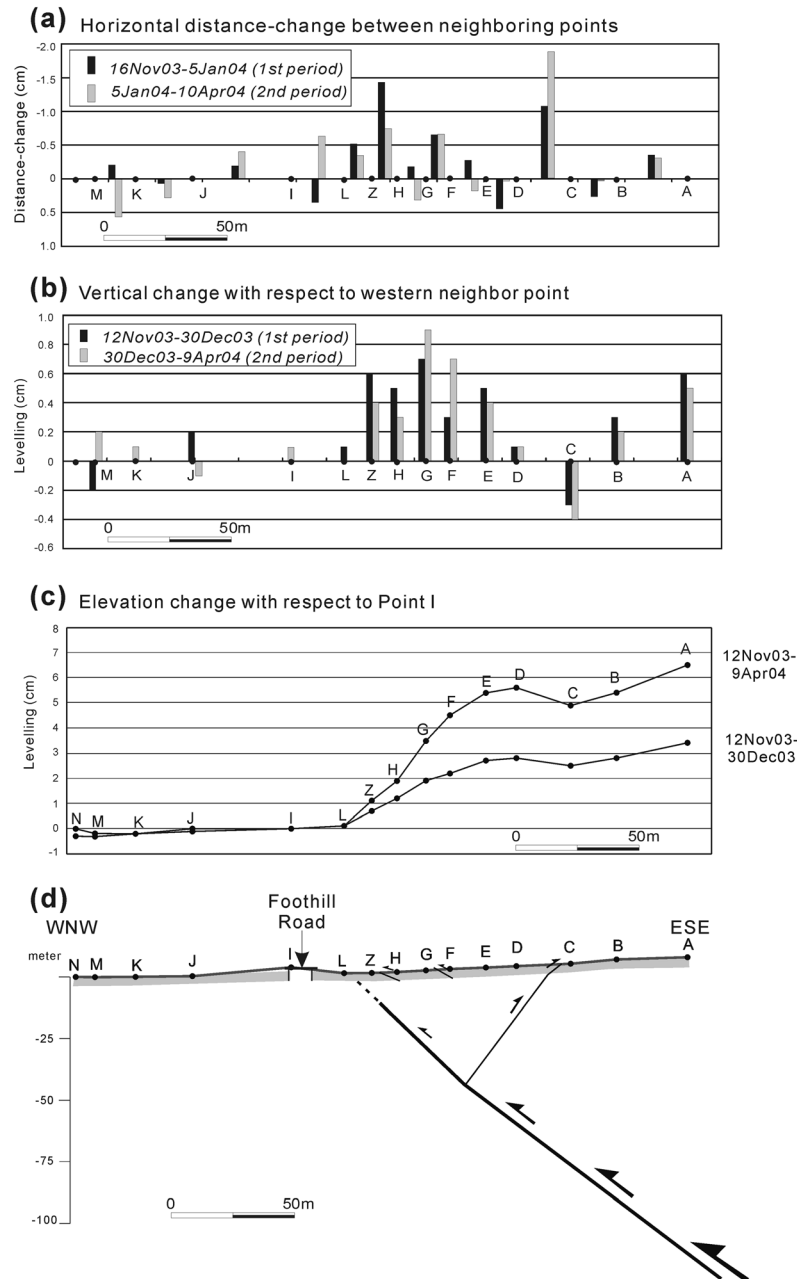 (a) Horizontal distance-change between neighboring points
-2.0
16Nov03-5Jan04 (1st period)
5Jan04-10Apr04 (2nd period)
-1.5
-1.0
-0.5
0
0.5
1.0
Distance-change (cm)
M K J I L Z H G F E D C B A
0 50m
(b) Vertical change with respect to western neighbor point
1.0
12Nov03-30Dec03 (1st period)
30Dec03-9Apr04 (2nd period)
0.8
0.6
0.4
0.2
0
-0.2
-0.4
-0.6
Levelling (cm)
C
M K J I L Z H G F E D B A
0 50m
(c) Elevation change with respect to Point I
8
7
6
5
4
3
2
1
0
-1
Levelling (cm)
N M K J I L Z H G F E D C B A
12Nov03-
9Apr04
12Nov03-
30Dec03
0 50m
(d)
Foothill
Road
WNW
ESE
meter
N M K J I L Z H G F E D C B A
-25
-50
-75
-100
0 50m